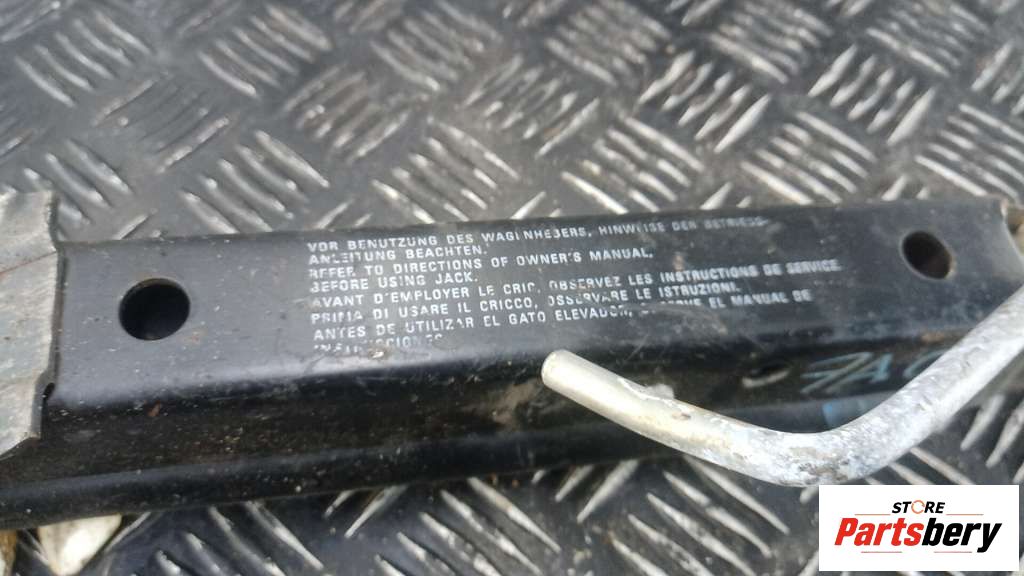 VOR BENUTZUNG DES WAGENHEBERS, HINWEISE DER BETRIEBS-
ANLEITUNG BEACHTEN.
REFER TO DIRECTIONS OF OWNER'S MANUAL.
BEFORE USING JACK.
AVANT D'EMPLOYER LE CRIC, OBSERVEZ LES INSTRUCTIONS DE SERVICE.
PRIMA DI USARE IL CRICCO, OSSERVARE LE ISTRUZIONI.
ANTES DE UTILIZAR EL GATO ELEVADOR, EL MANUAL DE
INSTRUCCIONES
STORE
Partsbery